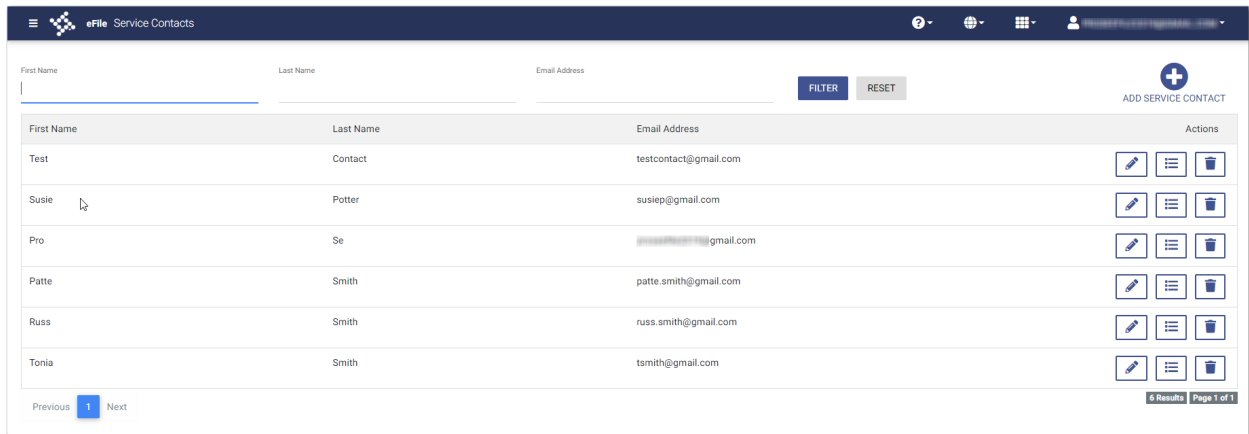 eFile Service Contacts
First Name Last Name Email Address
FILTER RESET
ADD SERVICE CONTACT
First Name Last Name Email Address Actions
Test Contact testcontact@gmail.com
Susie Potter susiep@gmail.com
Pro Se gmail.com
Patte Smith patte.smith@gmail.com
Russ Smith russ.smith@gmail.com
Tonia Smith tsmith@gmail.com
Previous 1 Next
6 Results Page 1 of 1